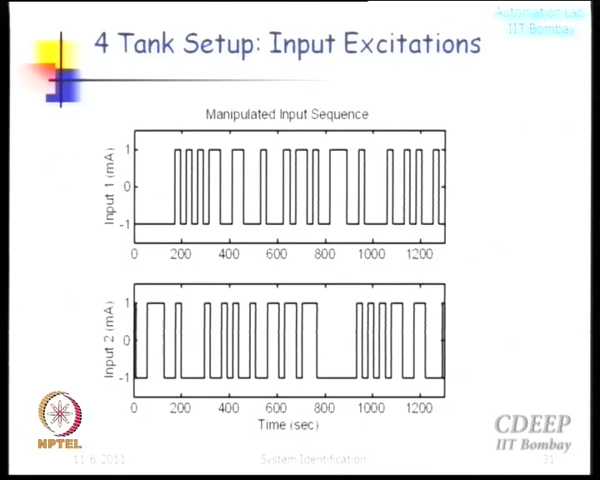 Automation Lab
IIT Bombay
4 Tank Setup: Input Excitations
Manipulated Input Sequence
Input 1 (mA)
1
0
-1
0 200 400 600 800 1000 1200
Input 2 (mA)
1
0
-1
0 200 400 600 800 1000 1200
Time (sec)
NPTEL
CDEEP
IIT Bombay
11.6.2011 System Identification 31